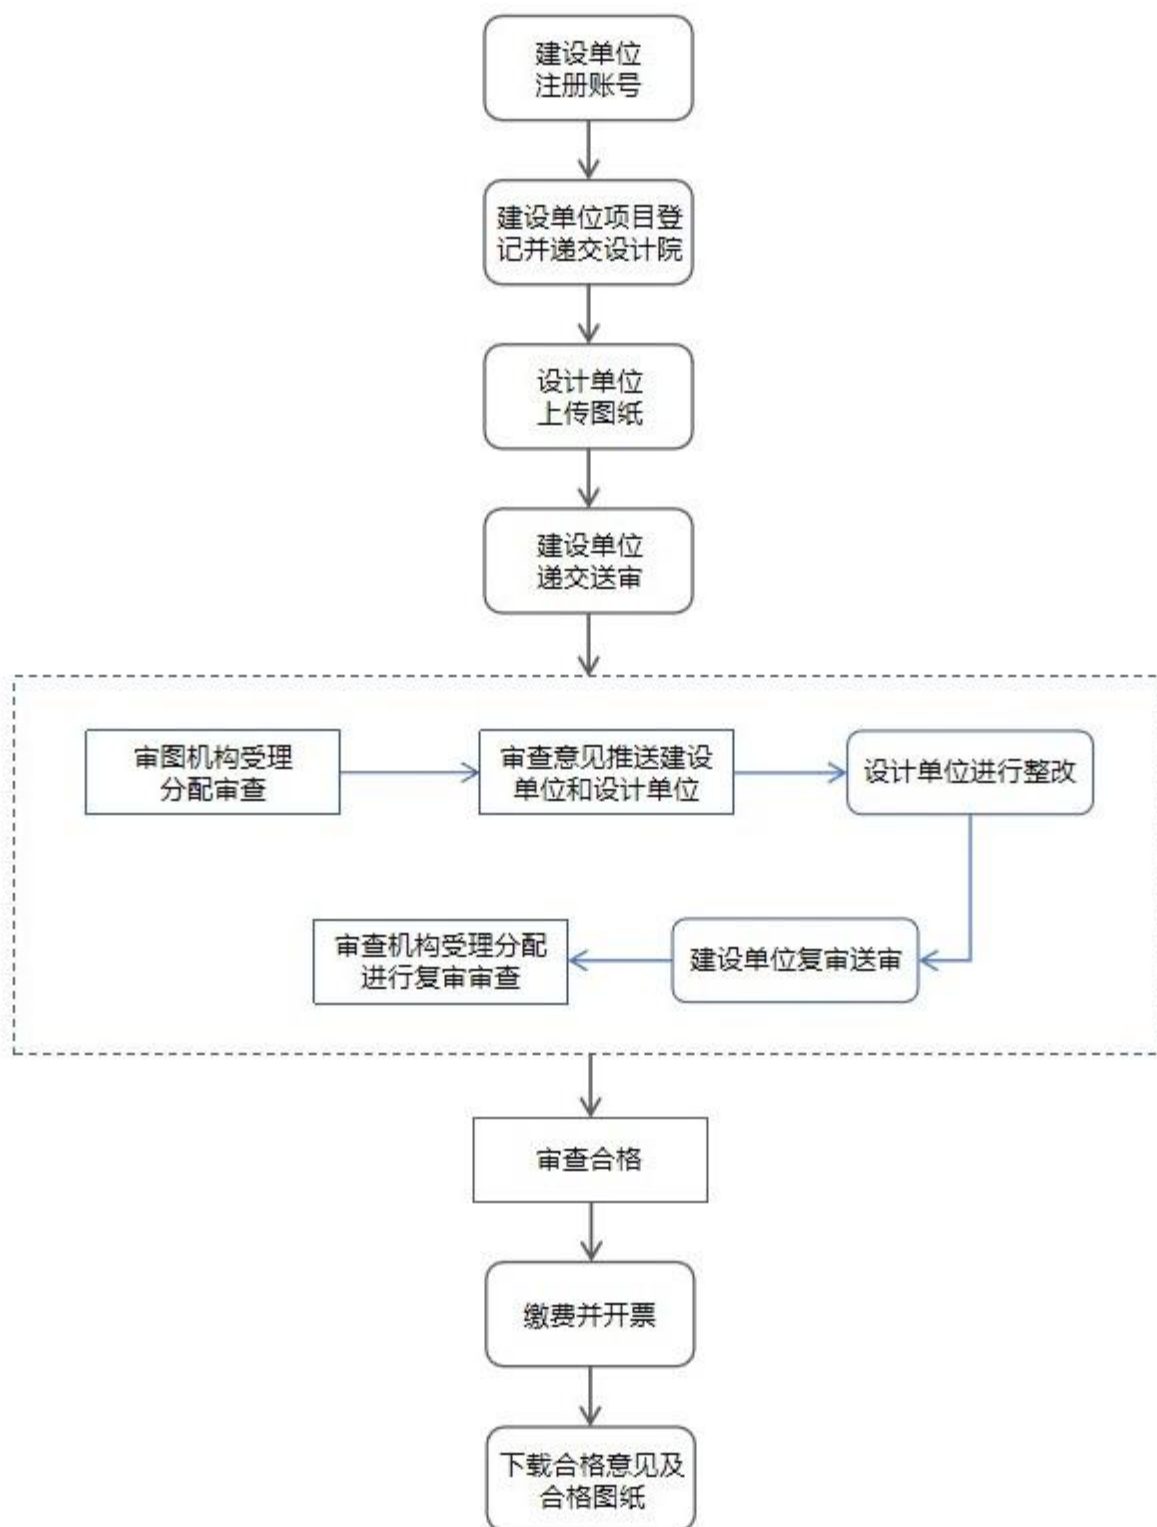 建设单位
注册账号
建设单位项目登
记并递交设计院
设计单位
上传图纸
建设单位
递交送审
审图机构受理
分配审查
审查意见推送建设
单位和设计单位
设计单位进行整改
审查机构受理分配
进行复审审查
建设单位复审送审
审查合格
缴费并开票
下载合格意见及
合格图纸